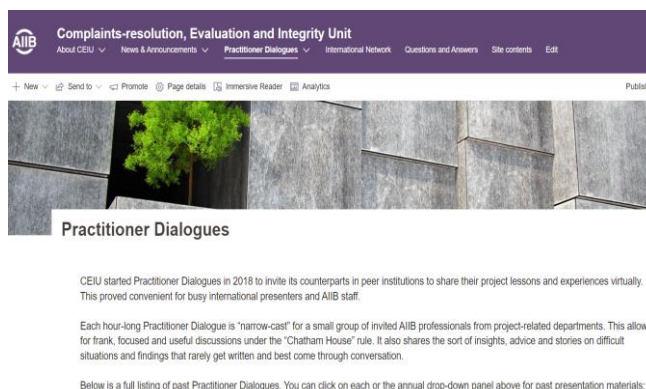 AIIB
Complaints-resolution, Evaluation and Integrity Unit
About CEIU News & Announcements Practitioner Dialogues International Network Questions and Answers Site contents Edit
New Send to Promote Page details Immersive Reader Analytics Publis
Practitioner Dialogues
CEIU started Practitioner Dialogues in 2018 to invite its counterparts in peer institutions to share their project lessons and experiences virtually.
This proved convenient for busy international presenters and AIIB staff.
Each hour-long Practitioner Dialogue is "narrow-cast" for a small group of invited AIIB professionals from project-related departments. This allow
for frank, focused and useful discussions under the "Chatham House" rule. It also shares the sort of insights, advice and stories on difficult
situations and findings that rarely get written and best come through conversation.
Below is a full listing of past Practitioner Dialogues. You can click on each or the annual drop-down panel above for past presentation materials: